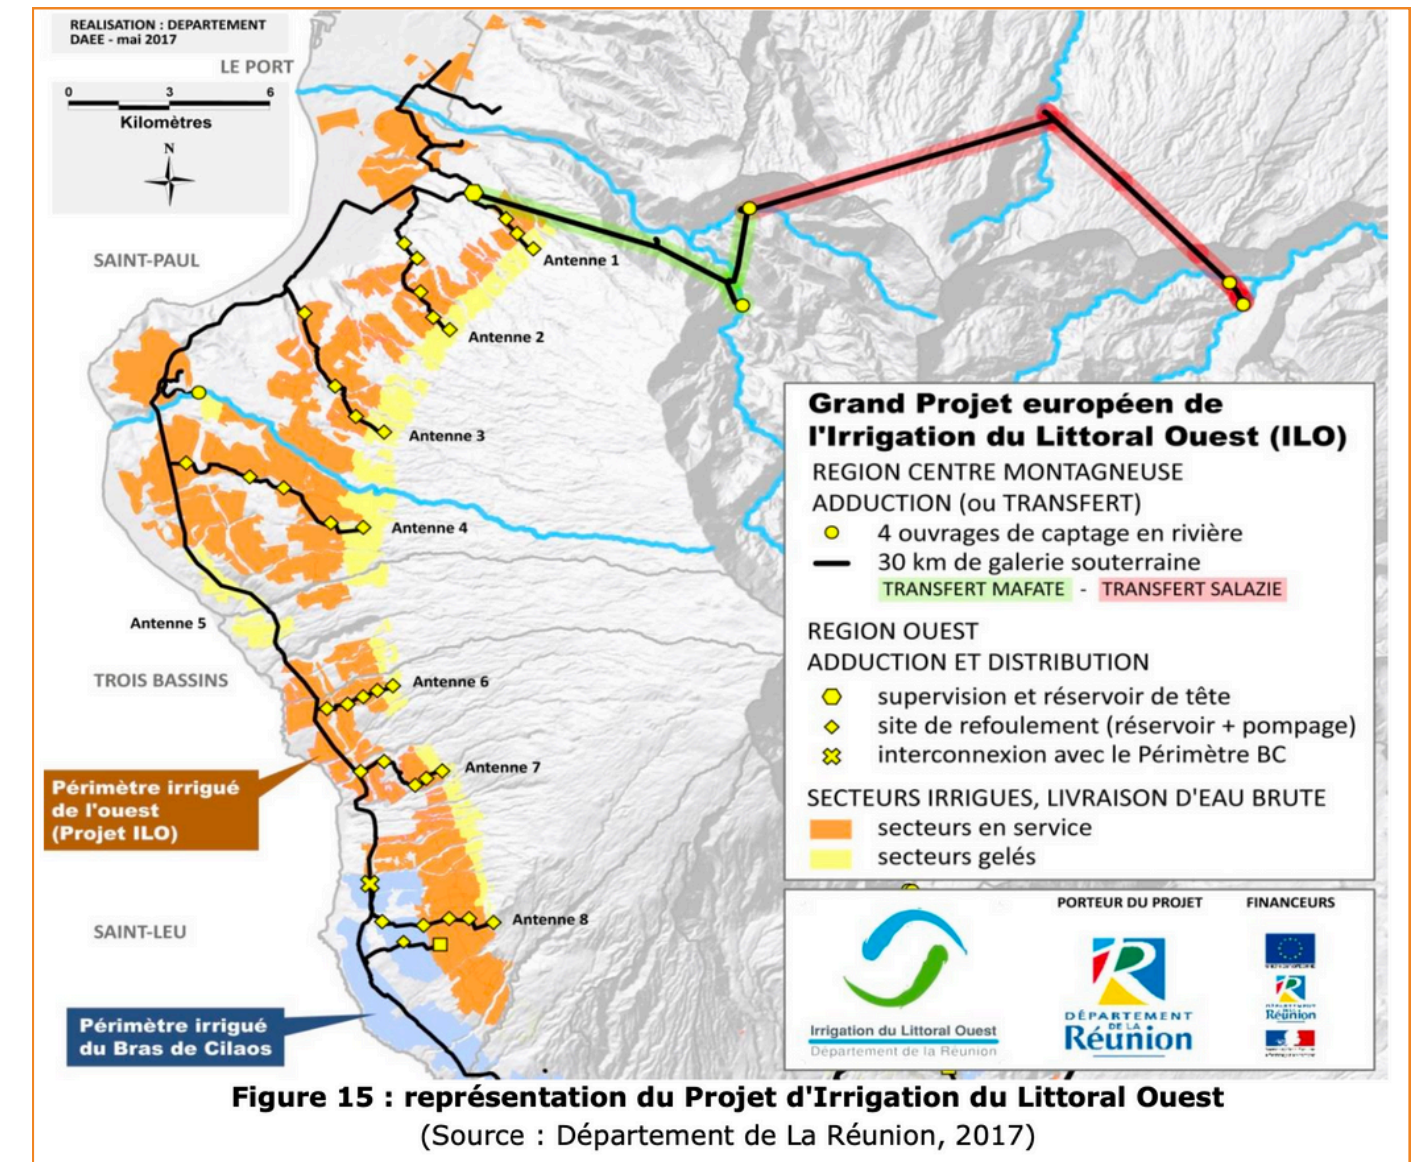 REALISATION : DEPARTEMENT
DAEE - mai 2017
LE PORT
0 3 6
Kilomètres
N
SAINT-PAUL
Antenne 1
Antenne 2
Antenne 3
Antenne 4
Antenne 5
TROIS BASSINS
Antenne 6
Antenne 7
Périmètre irrigué
de l'ouest
(Projet ILO)
SAINT-LEU
Antenne 8
Périmètre irrigué
du Bras de Cilaos
Grand Projet européen de
l'Irrigation du Littoral Ouest (ILO)
REGION CENTRE MONTAGNEUSE
ADDUCTION (ou TRANSFERT)
4 ouvrages de captage en rivière
30 km de galerie souterraine
TRANSFERT MAFATE - TRANSFERT SALAZIE
REGION OUEST
ADDUCTION ET DISTRIBUTION
supervision et réservoir de tête
site de refoulement (réservoir + pompage)
interconnexion avec le Périmètre BC
SECTEURS IRRIGUES, LIVRAISON D'EAU BRUTE
secteurs en service
secteurs gelés
Irrigation du Littoral Ouest
Département de la Réunion
PORTEUR DU PROJET
DÉPARTEMENT
DE LA
Réunion
FINANCEURS
Réunion
Figure 15 : représentation du Projet d'Irrigation du Littoral Ouest
(Source : Département de La Réunion, 2017)